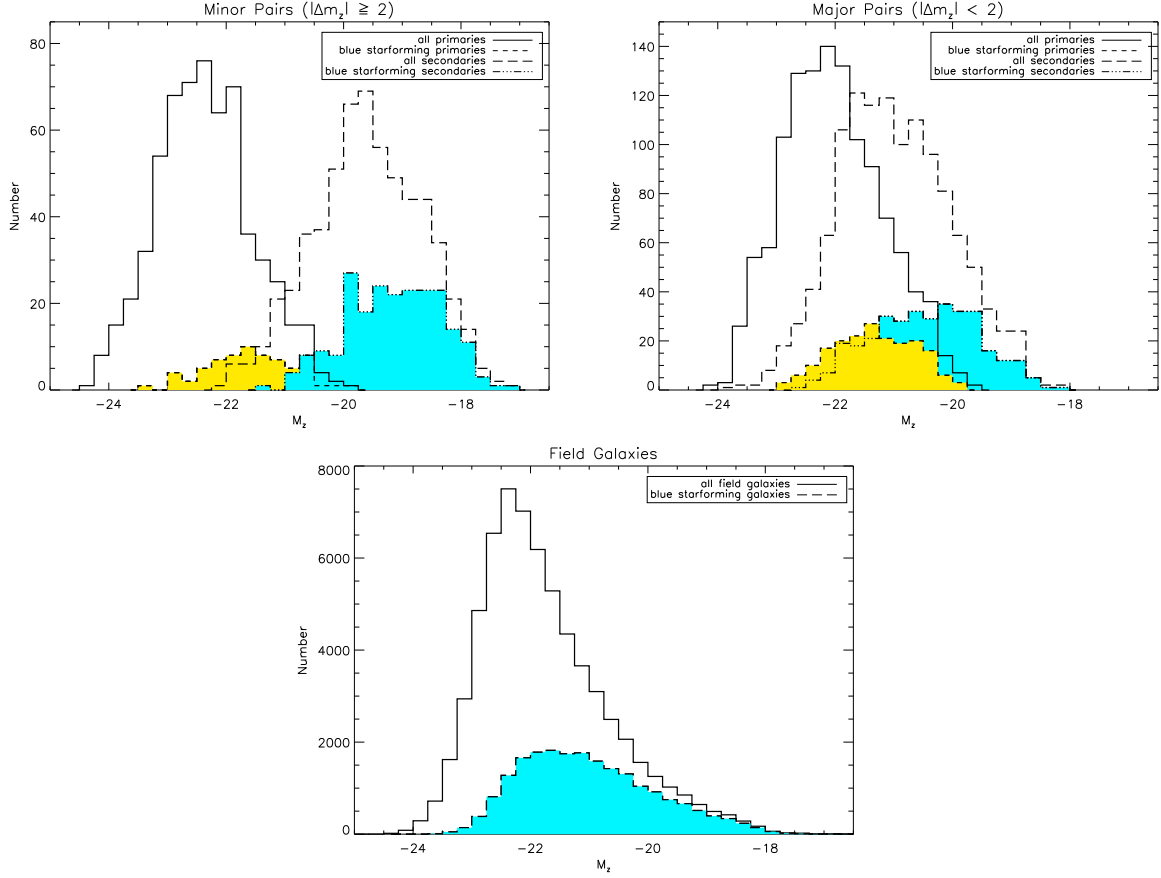 Minor Pairs (|Δm_z| ≧ 2)
all primaries
blue starforming primaries
all secondaries
blue starforming secondaries
80
60
40
20
0
Number
−24 −22 −20 −18
M_z
Major Pairs (|Δm_z| < 2)
all primaries
blue starforming primaries
all secondaries
blue starforming secondaries
140
120
100
80
60
40
20
0
Number
−24 −22 −20 −18
M_z
Field Galaxies
all field galaxies
blue starforming galaxies
8000
6000
4000
2000
0
Number
−24 −22 −20 −18
M_z